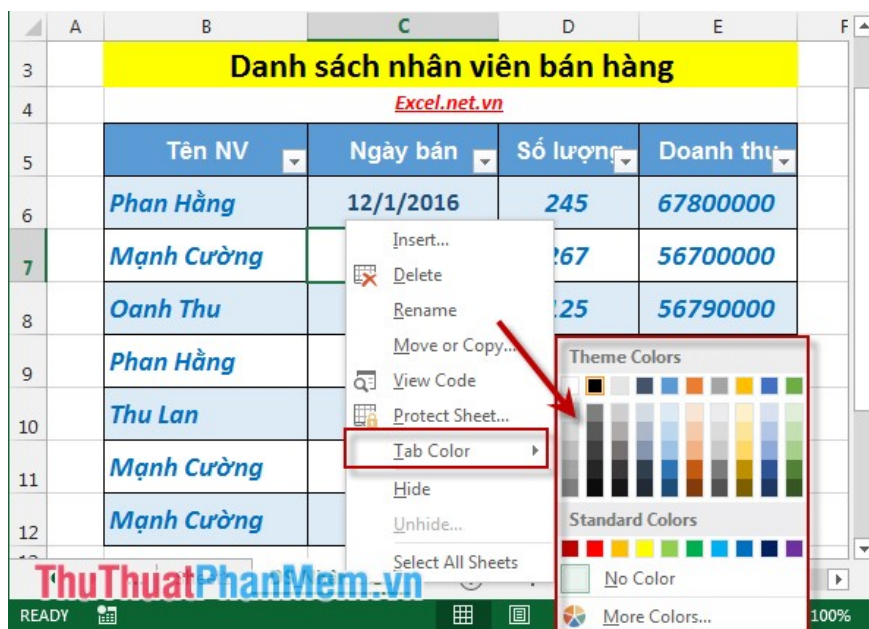 A B C D E F
3 Danh sách nhân viên bán hàng
4 Excel.net.vn
5 Tên NV Ngày bán Số lượng Doanh thu
6 Phan Hằng 12/1/2016 245 67800000
7 Mạnh Cường 267 56700000
8 Oanh Thu 125 56790000
9 Phan Hằng
10 Thu Lan
11 Mạnh Cường
12 Mạnh Cường
Insert...
Delete
Rename
Move or Copy...
View Code
Protect Sheet...
Tab Color
Hide
Unhide...
Select All Sheets
Theme Colors
Standard Colors
No Color
More Colors...
ThuThuatPhanMem.vn
READY 100%